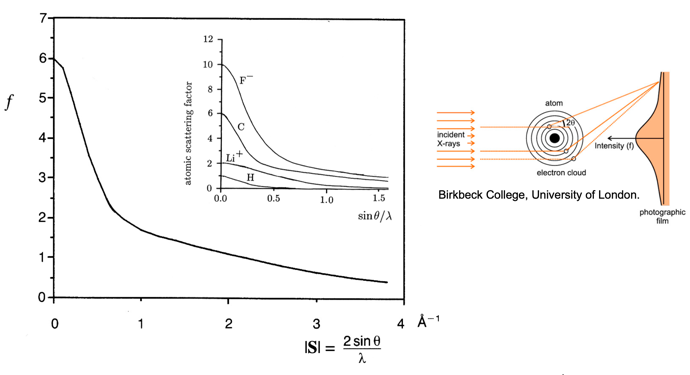 7
6
5
4
3
2
1
0
f
0 1 2 3 4 Å⁻¹
|S| = 2 sin θ / λ
12
10
8
6
4
2
0
atomic scattering factor
F⁻
C
Li⁺
H
0.0 0.5 1.0 1.5
sinθ/λ
atom
2θ
incident
X-rays
Intensity (f)
electron cloud
Birkbeck College, University of London.
photographic
film